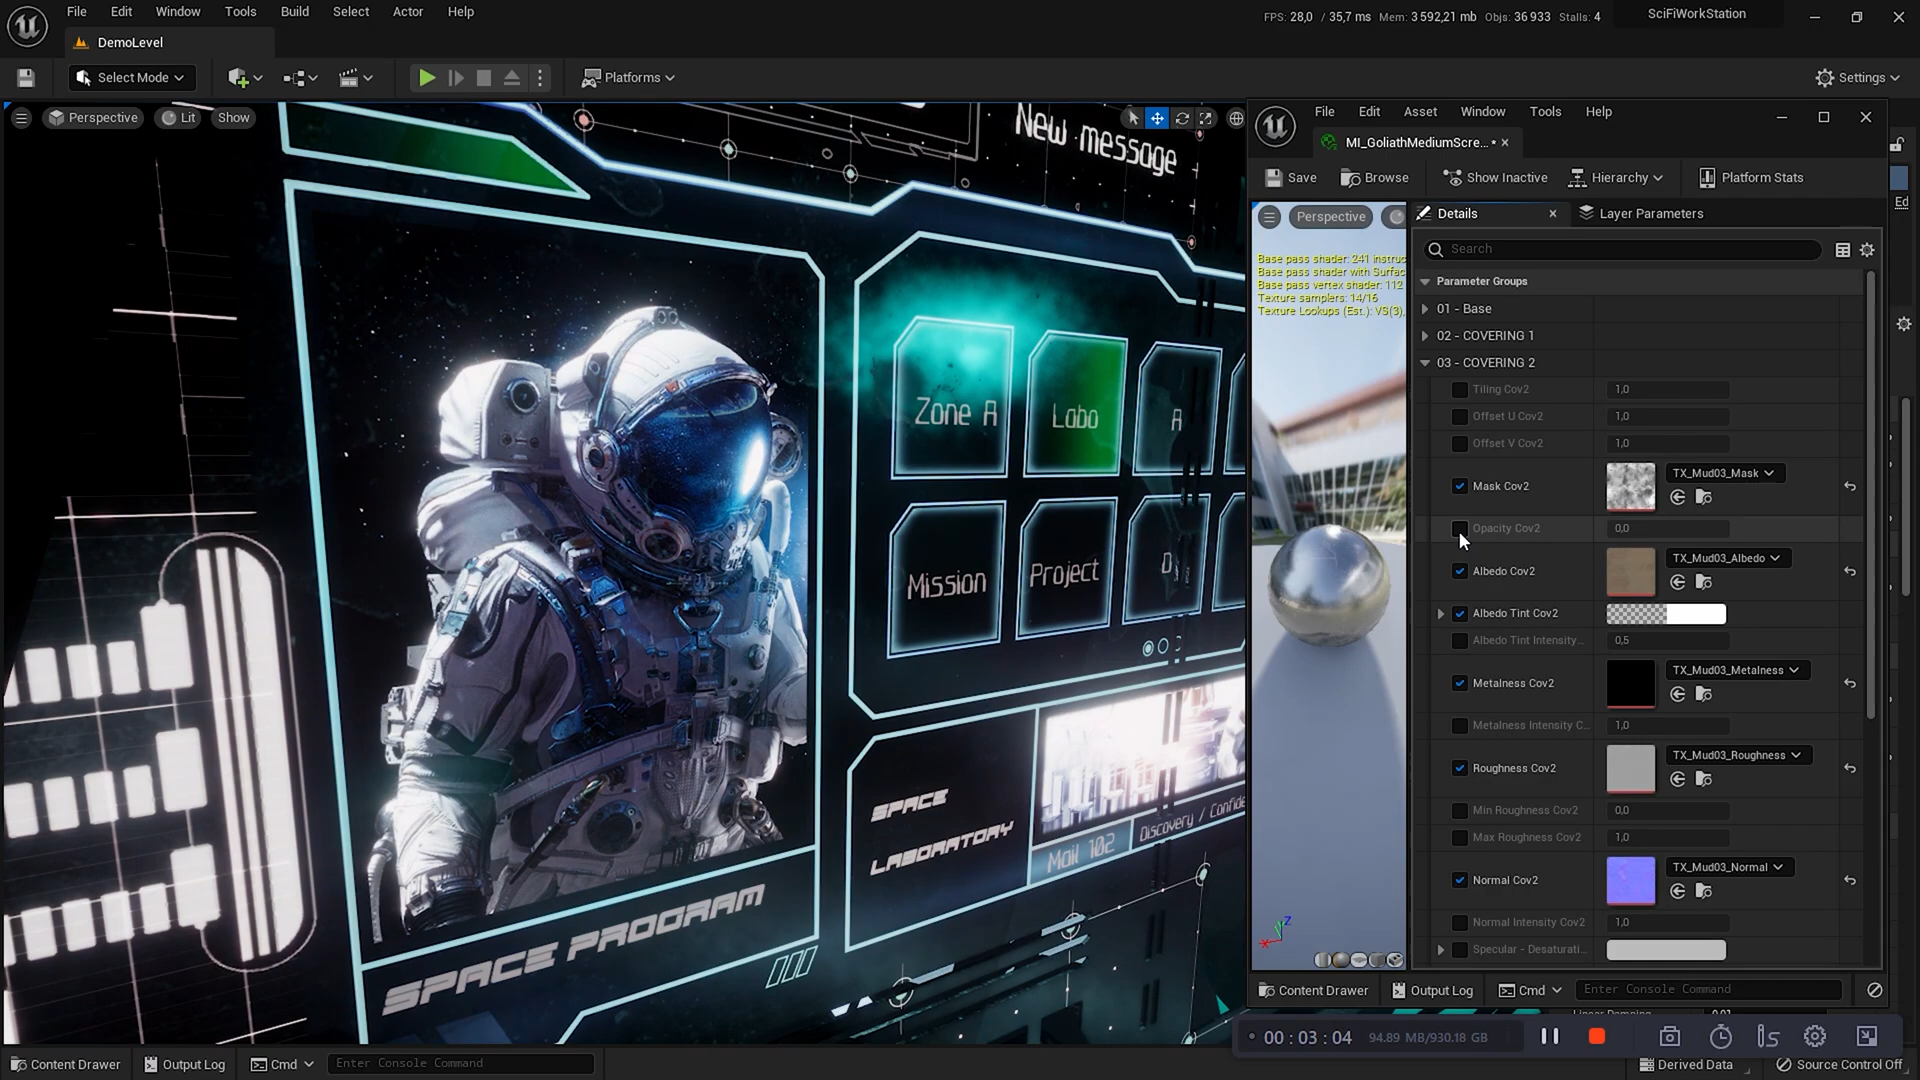 File Edit Window Tools Build Select Actor Help
FPS: 28,0 / 35,7 ms Mem: 3 592,21 mb Objs: 36 933 Stalls: 4
SciFiWorkStation
DemoLevel
Select Mode
Platforms
Settings
Perspective
Lit
Show
New message
Zone A
Labo
A
Mission
Project
D
SPACE
LABORATORY
Mail 102
Discovery /
SPACE PROGRAM
File Edit Asset Window Tools Help
MI_GoliathMediumScre... *
Save
Browse
Show Inactive
Hierarchy
Platform Stats
Ed
Perspective
Base pass shader: 241 instruc
Base pass shader with Surfac
Base pass vertex shader: 112
Texture samplers: 14/16
Texture Lookups (Est.): VS(3),
Z
X
Details
Layer Parameters
Search
Parameter Groups
01 - Base
02 - COVERING 1
03 - COVERING 2
Tiling Cov2 1,0
Offset U Cov2 1,0
Offset V Cov2 1,0
Mask Cov2 TX_Mud03_Mask
Opacity Cov2 0,0
Albedo Cov2 TX_Mud03_Albedo
Albedo Tint Cov2
Albedo Tint Intensity... 0,5
Metalness Cov2 TX_Mud03_Metalness
Metalness Intensity C... 1,0
Roughness Cov2 TX_Mud03_Roughness
Min Roughness Cov2 0,0
Max Roughness Cov2 1,0
Normal Cov2 TX_Mud03_Normal
Normal Intensity Cov2 1,0
Specular - Desaturati...
Content Drawer
Output Log
Cmd
Enter Console Command
00 : 03 : 04
94.89 MB/930.18 GB
Content Drawer
Output Log
Cmd
Enter Console Command
Derived Data
Source Control Off